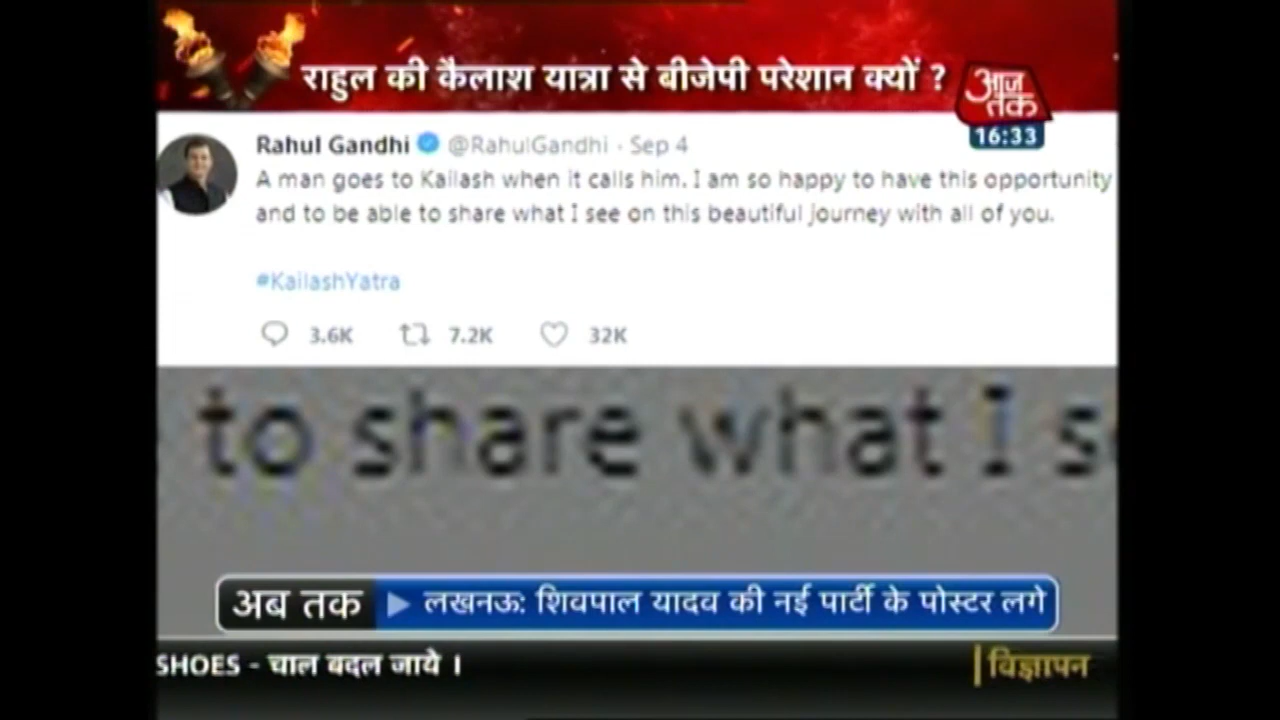 राहुल की कैलाश यात्रा से बीजेपी परेशान क्यों ?
आज
तक
16:33
Rahul Gandhi @RahulGandhi · Sep 4
A man goes to Kailash when it calls him. I am so happy to have this opportunity
and to be able to share what I see on this beautiful journey with all of you.
#KailashYatra
3.6K 7.2K 32K
to share what I s
अब तक लखनऊ: शिवपाल यादव की नई पार्टी के पोस्टर लगे
SHOES - चाल बदल जाये ।
विज्ञापन